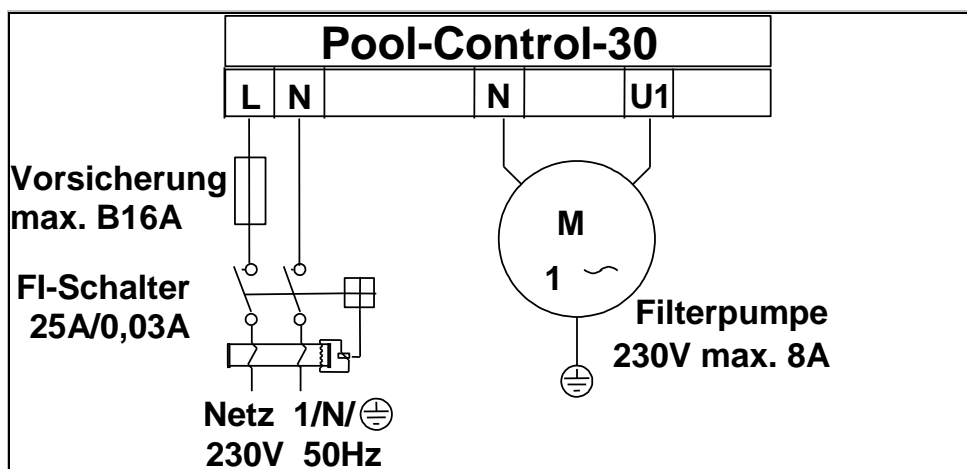 Pool-Control-30
L N N U1
Vorsicherung
max. B16A
FI-Schalter
25A/0,03A
M
1
Filterpumpe
230V max. 8A
Netz 1/N/
230V 50Hz